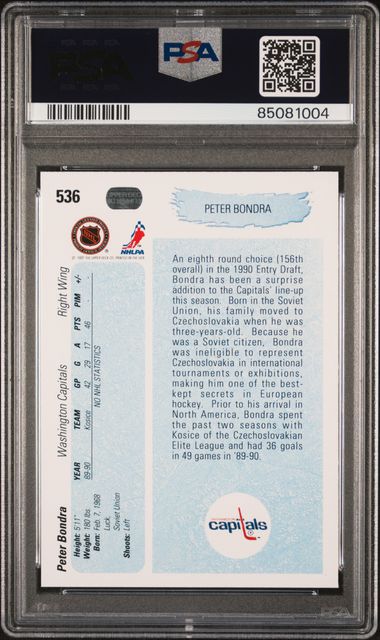 PSA
85081004
536
PETER BONDRA
NHL
NHLPA
An eighth round choice (156th
overall) in the 1990 Entry Draft,
Bondra has been a surprise
addition to the Capitals' line-up
this season. Born in the Soviet
Union, his family moved to
Czechoslovakia when he was
three-years-old. Because he
was a Soviet citizen, Bondra
was ineligible to represent
Czechoslovakia in international
tournaments or exhibitions,
making him one of the best-
kept secrets in European
hockey. Prior to his arrival in
North America, Bondra spent
the past two seasons with
Kosice of the Czechoslovakian
Elite League and had 36 goals
in 49 games in '89-90.
capitals
Peter Bondra Washington Capitals Right Wing
Height: 5'11"
Weight: 180 lbs
Born: Feb. 7, 1968
Luck,
Soviet Union
Shoots: Left
YEAR TEAM GP G A PTS PIM +/-
89-90 Kosice 42 29 17 46 - -
NO NHL STATISTICS